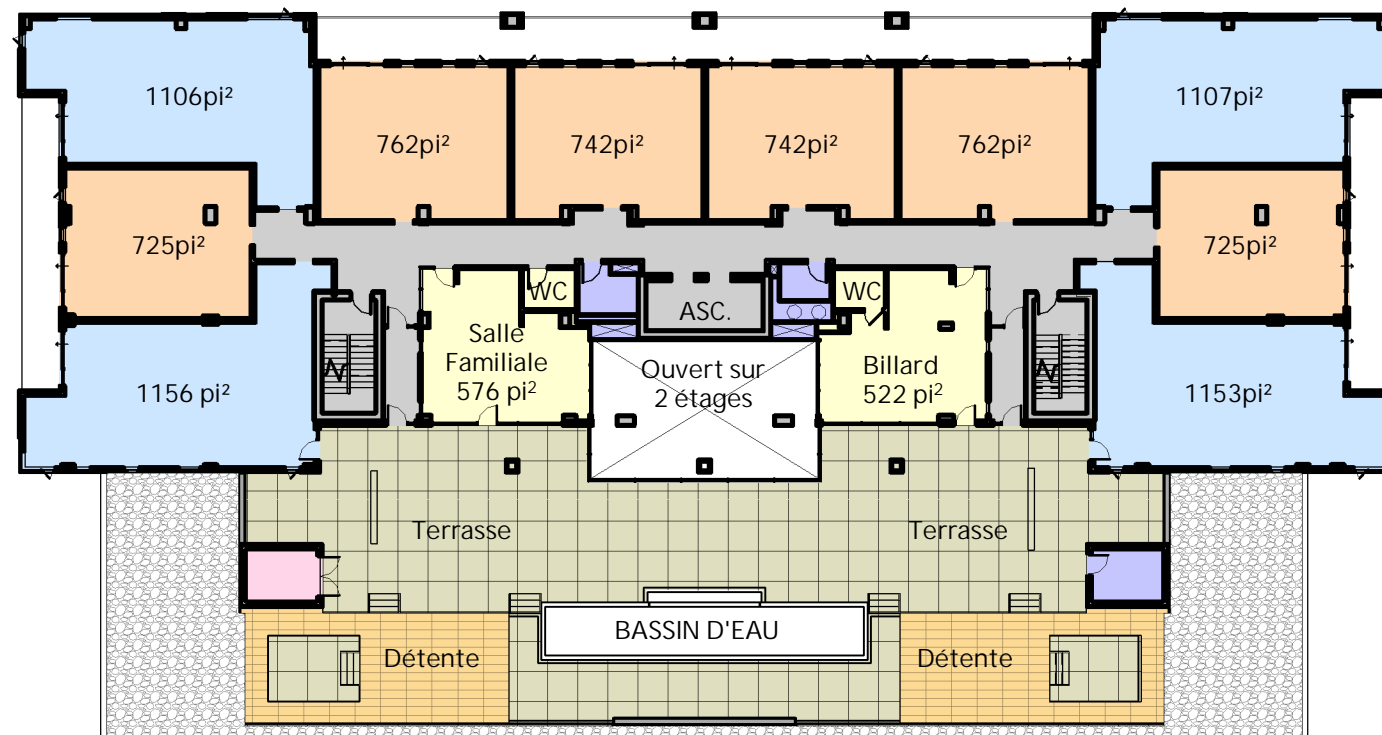 1106pi²
1107pi²
762pi²
742pi²
742pi²
762pi²
725pi²
725pi²
WC
WC
ASC.
Salle
Familiale
576 pi²
Ouvert sur
2 étages
Billard
522 pi²
1156 pi²
1153pi²
Terrasse
Terrasse
BASSIN D'EAU
Détente
Détente